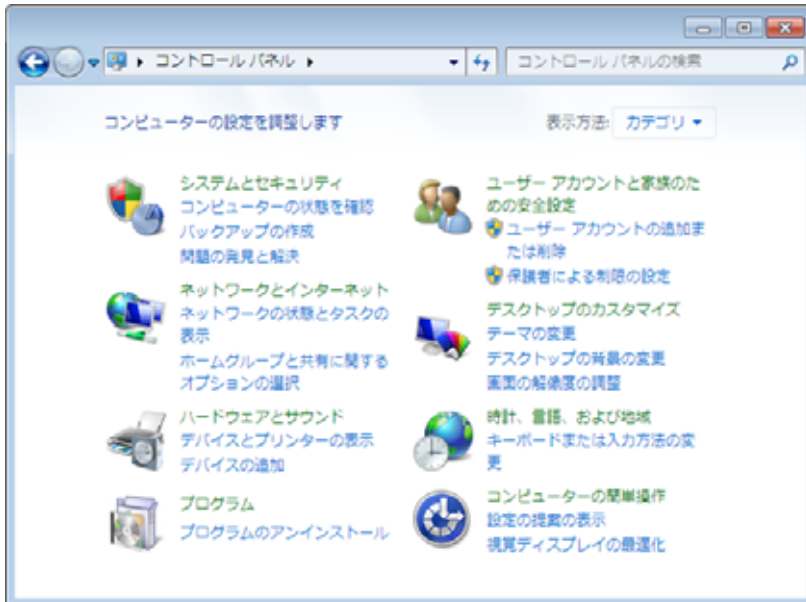 コントロール パネル
コントロール パネルの検索
コンピューターの設定を調整します
表示方法: カテゴリ
システムとセキュリティ
コンピューターの状態を確認
バックアップの作成
問題の発見と解決
ネットワークとインターネット
ネットワークの状態とタスクの
表示
ホームグループと共有に関する
オプションの選択
ハードウェアとサウンド
デバイスとプリンターの表示
デバイスの追加
プログラム
プログラムのアンインストール
ユーザー アカウントと家族のた
めの安全設定
ユーザー アカウントの追加ま
たは削除
保護者による制限の設定
デスクトップのカスタマイズ
テーマの変更
デスクトップの背景の変更
画面の解像度の調整
時計、言語、および地域
キーボードまたは入力方法の変
更
コンピューターの簡単操作
設定の提案の表示
視覚ディスプレイの最適化